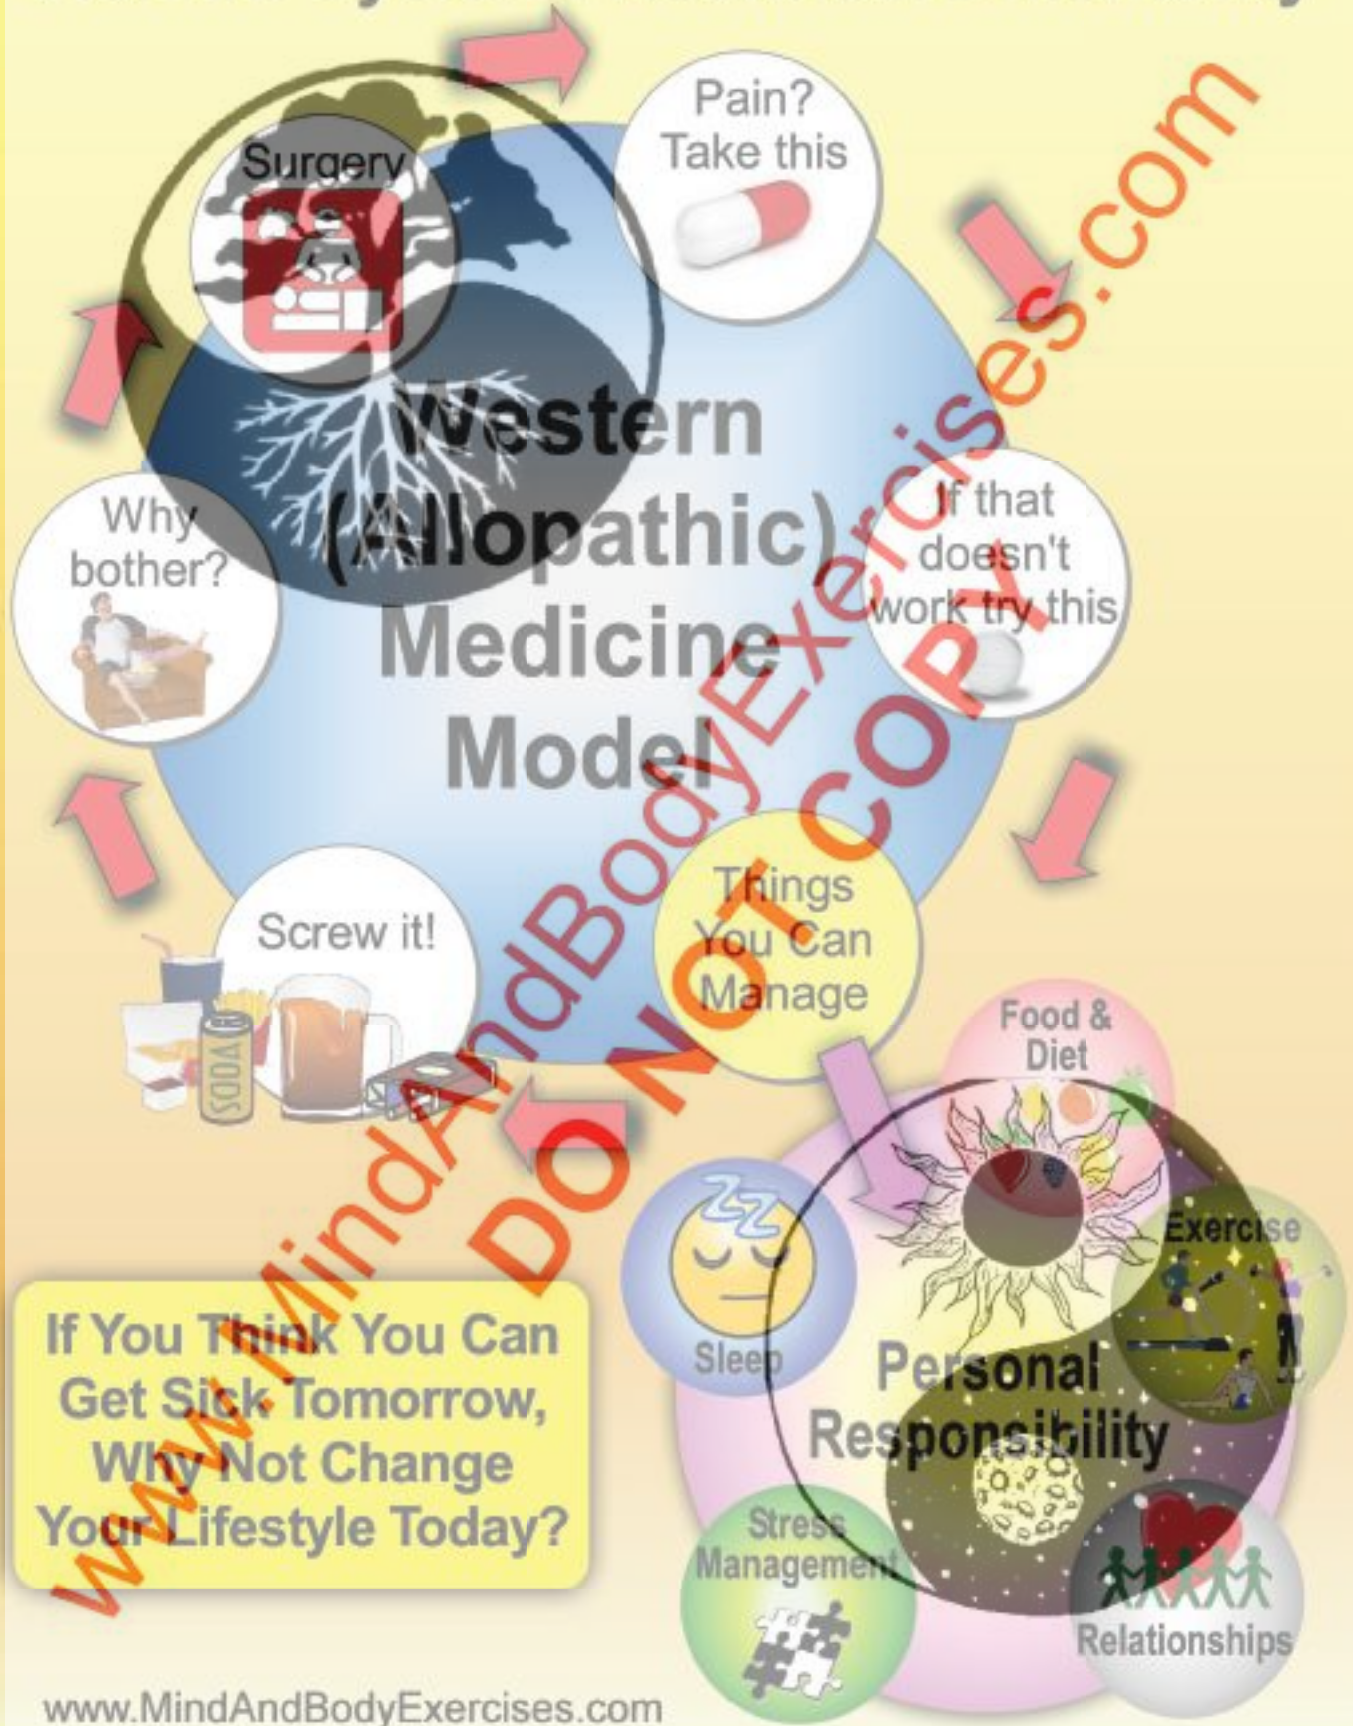 Surgery
Pain?
Take this
Western
(Allopathic)
Medicine
Model
If that
doesn't
work try this
Why
bother?
Screw it!
SODA
Things
You Can
Manage
Food &
Diet
Exercise
Sleep
Personal
Responsibility
Stress
Management
Relationships
If You Think You Can
Get Sick Tomorrow,
Why Not Change
Your Lifestyle Today?
www.MindAndBodyExercises.com
www.MindAndBodyExercises.com
DO NOT COPY